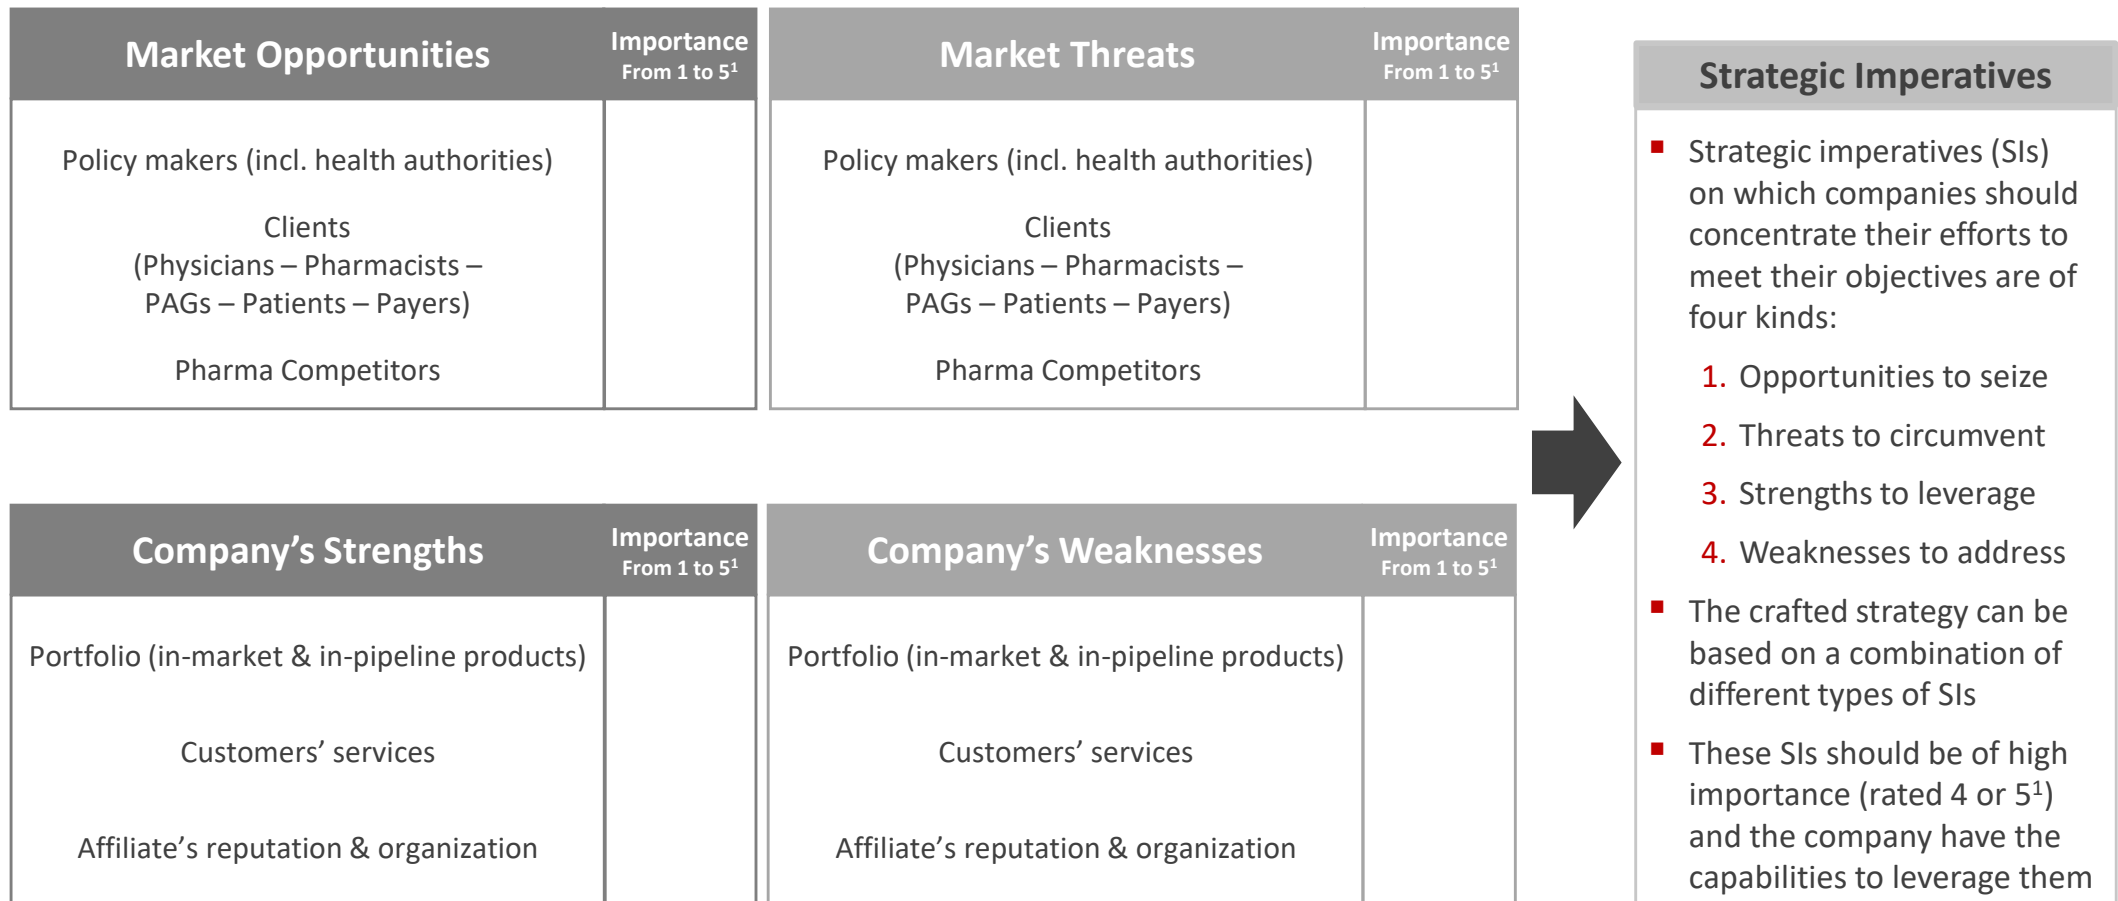 Market Opportunities
Importance
From 1 to 5¹
Policy makers (incl. health authorities)
Clients
(Physicians – Pharmacists –
PAGs – Patients – Payers)
Pharma Competitors
Market Threats
Importance
From 1 to 5¹
Policy makers (incl. health authorities)
Clients
(Physicians – Pharmacists –
PAGs – Patients – Payers)
Pharma Competitors
Company’s Strengths
Importance
From 1 to 5¹
Portfolio (in-market & in-pipeline products)
Customers’ services
Affiliate’s reputation & organization
Company’s Weaknesses
Importance
From 1 to 5¹
Portfolio (in-market & in-pipeline products)
Customers’ services
Affiliate’s reputation & organization
Strategic Imperatives
▪ Strategic imperatives (SIs)
on which companies should
concentrate their efforts to
meet their objectives are of
four kinds:
1. Opportunities to seize
2. Threats to circumvent
3. Strengths to leverage
4. Weaknesses to address
▪ The crafted strategy can be
based on a combination of
different types of SIs
▪ These SIs should be of high
importance (rated 4 or 5¹)
and the company have the
capabilities to leverage them